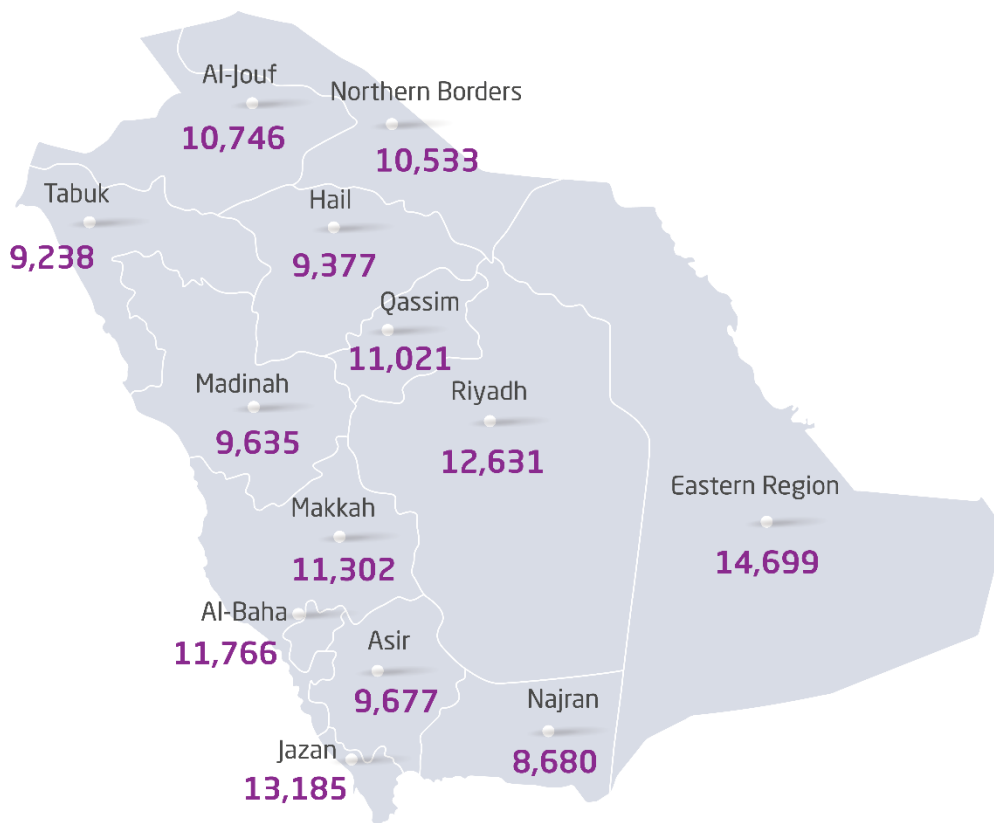 Al-Jouf
10,746
Northern Borders
10,533
Tabuk
9,238
Hail
9,377
Qassim
11,021
Madinah
9,635
Riyadh
12,631
Eastern Region
14,699
Makkah
11,302
Al-Baha
11,766
Asir
9,677
Najran
8,680
Jazan
13,185